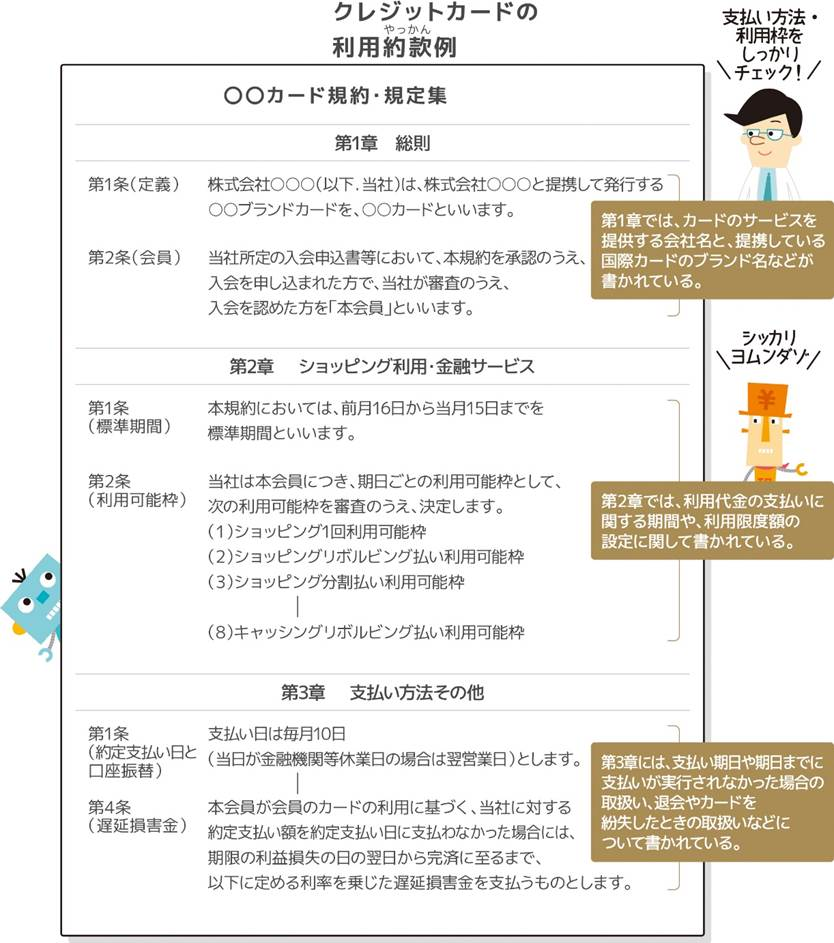 クレジットカードの
やっかん
利用約款例
支払い方法・
利用枠を
しっかり
チェック！
〇〇カード規約・規定集
第1章　総則
第1条（定義）　株式会社○○○（以下．当社）は、株式会社○○○と提携して発行する
○○ブランドカードを、○○カードといいます。
第2条（会員）　当社所定の入会申込書等において、本規約を承認のうえ、
入会を申し込まれた方で、当社が審査のうえ、
入会を認めた方を「本会員」といいます。
第1章では、カードのサービスを
提供する会社名と、提携している
国際カードのブランド名などが
書かれている。
シッカリ
ヨムンダゾ
第2章　ショッピング利用・金融サービス
第1条　本規約においては、前月16日から当月15日までを
（標準期間）　標準期間といいます。
第2条　当社は本会員につき、期日ごとの利用可能枠として、
（利用可能枠）　次の利用可能枠を審査のうえ、決定します。
（1）ショッピング1回利用可能枠
（2）ショッピングリボルビング払い利用可能枠
（3）ショッピング分割払い利用可能枠
（8）キャッシングリボルビング払い利用可能枠
第2章では、利用代金の支払いに
関する期間や、利用限度額の
設定に関して書かれている。
第3章　支払い方法その他
第1条　支払い日は毎月10日
（約定支払い日と　（当日が金融機関等休業日の場合は翌営業日）とします。
口座振替）
第4条　本会員が会員のカードの利用に基づく、当社に対する
（遅延損害金）　約定支払い額を約定支払い日に支払わなかった場合には、
期限の利益損失の日の翌日から完済に至るまで、
以下に定める利率を乗じた遅延損害金を支払うものとします。
第3章には、支払い期日や期日までに
支払いが実行されなかった場合の
取扱い、退会やカードを
紛失したときの取扱いなどに
ついて書かれている。